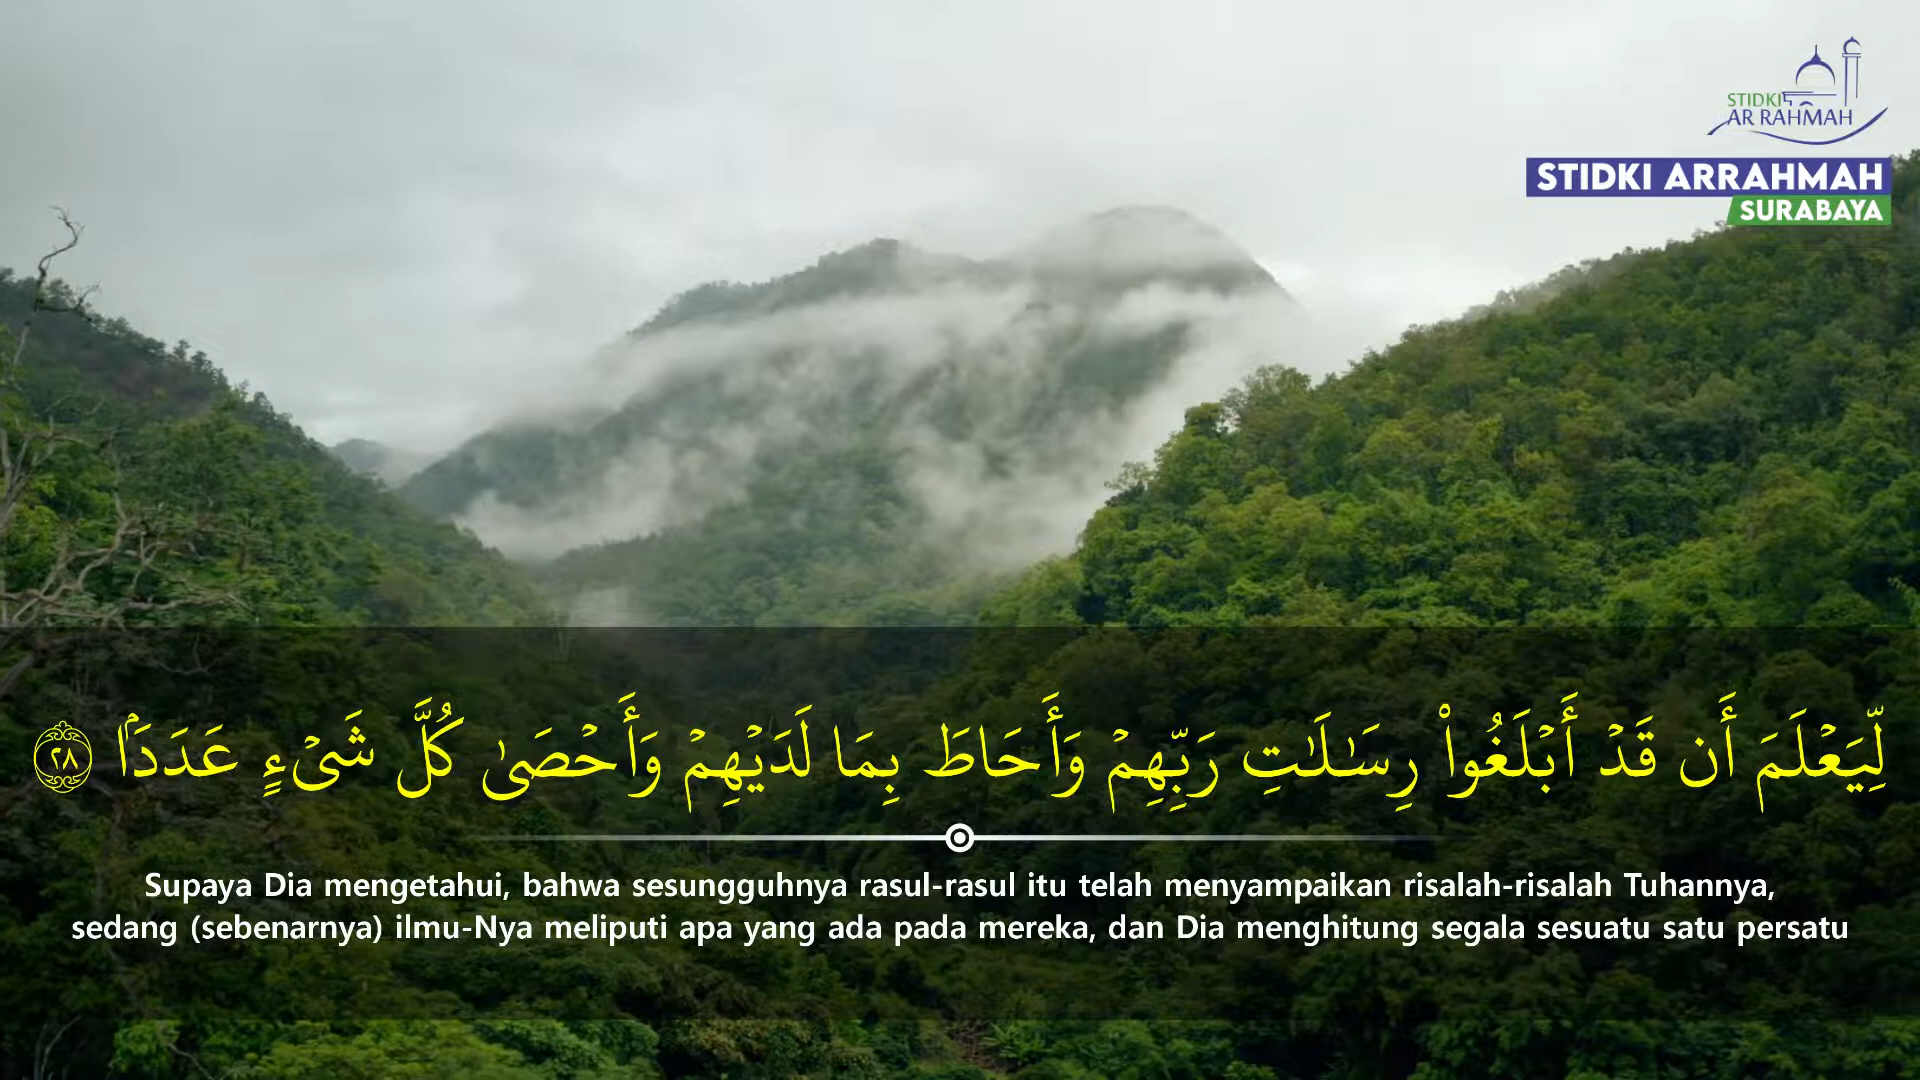 STIDKI
AR RAHMAH
STIDKI ARRAHMAH
SURABAYA
لِّيَعۡلَمَ أَن قَدۡ أَبۡلَغُواْ رِسَٰلَٰتِ رَبِّهِمۡ وَأَحَاطَ بِمَا لَدَيۡهِمۡ وَأَحۡصَىٰ كُلَّ شَيۡءٍ عَدَدَۢا ٢٨
Supaya Dia mengetahui, bahwa sesungguhnya rasul-rasul itu telah menyampaikan risalah-risalah Tuhannya,
sedang (sebenarnya) ilmu-Nya meliputi apa yang ada pada mereka, dan Dia menghitung segala sesuatu satu persatu